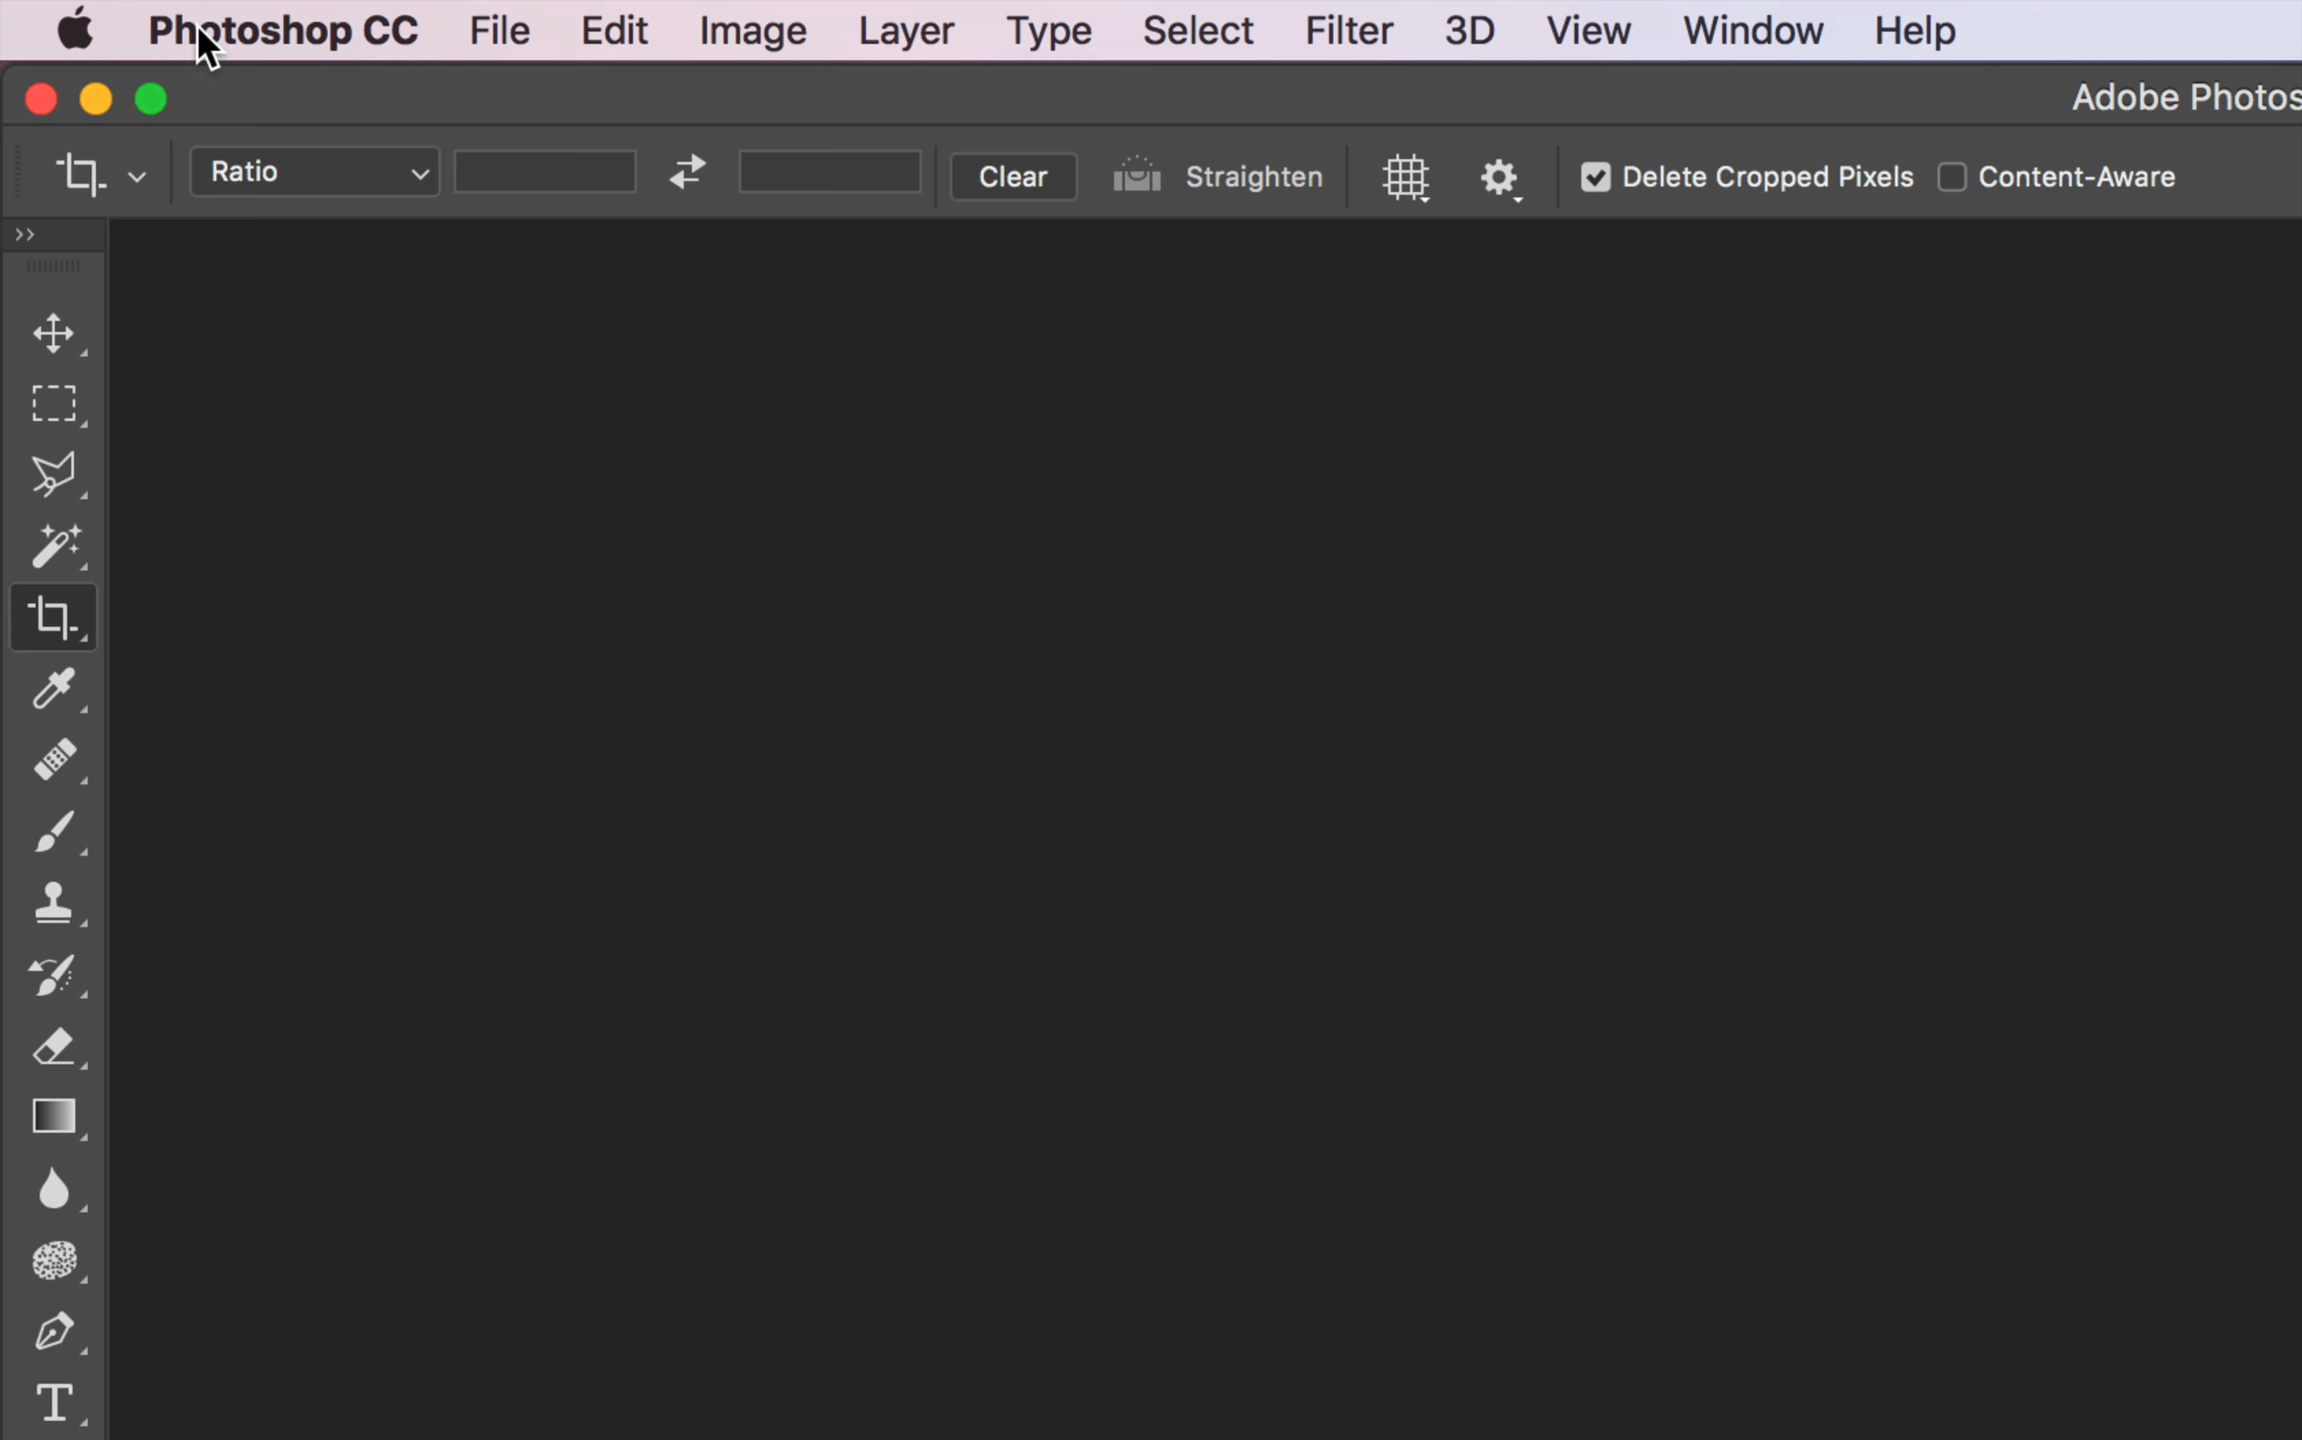 Photoshop CC File Edit Image Layer Type Select Filter 3D View Window Help
Adobe Photos
Ratio Clear Straighten Delete Cropped Pixels Content-Aware